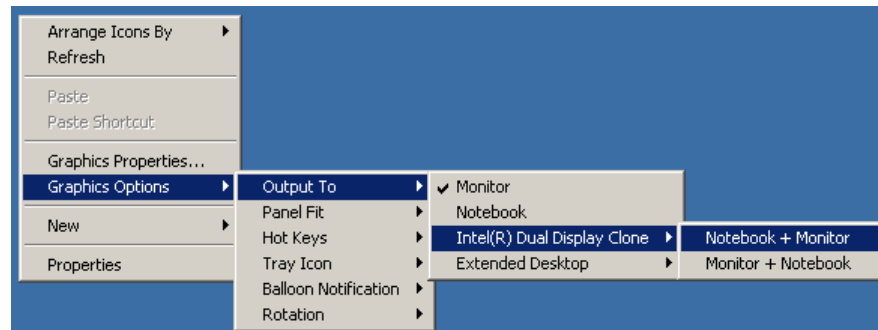 Arrange Icons By
Refresh
Paste
Paste Shortcut
Graphics Properties...
Graphics Options
New
Properties
Output To
Panel Fit
Hot Keys
Tray Icon
Balloon Notification
Rotation
Monitor
Notebook
Intel(R) Dual Display Clone
Extended Desktop
Notebook + Monitor
Monitor + Notebook